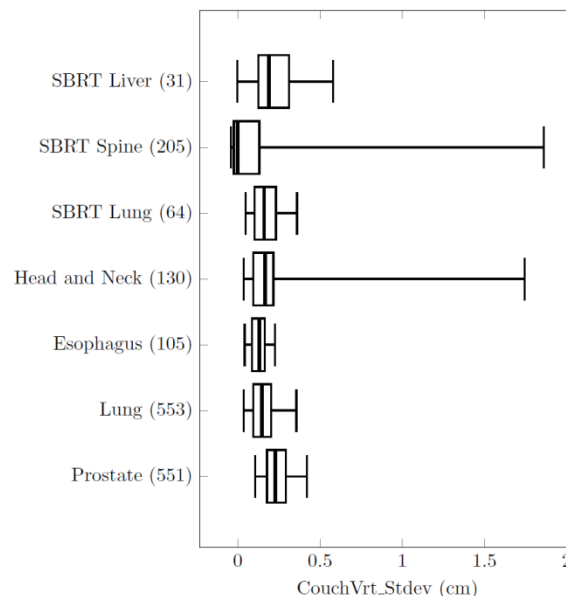 SBRT Liver (31)
SBRT Spine (205)
SBRT Lung (64)
Head and Neck (130)
Esophagus (105)
Lung (553)
Prostate (551)
0 0.5 1 1.5 2
CouchVrt_Stdev (cm)